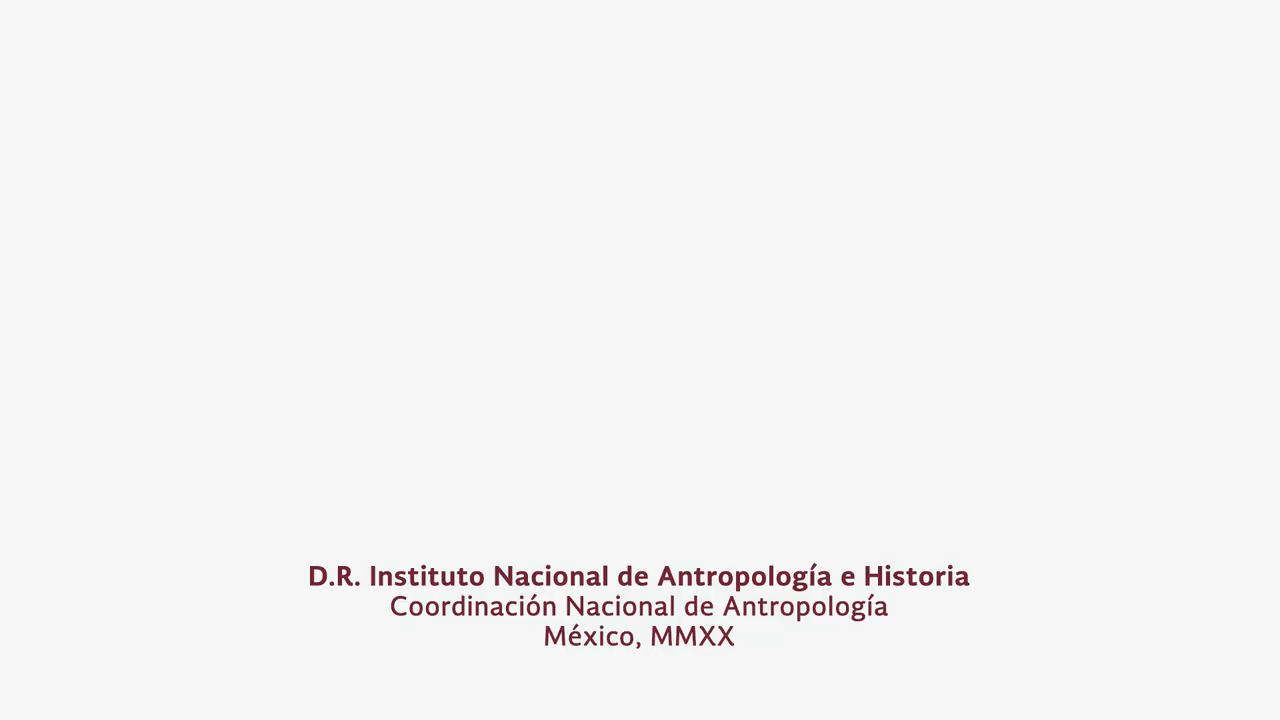 D.R. Instituto Nacional de Antropología e Historia
Coordinación Nacional de Antropología
México, MMXX